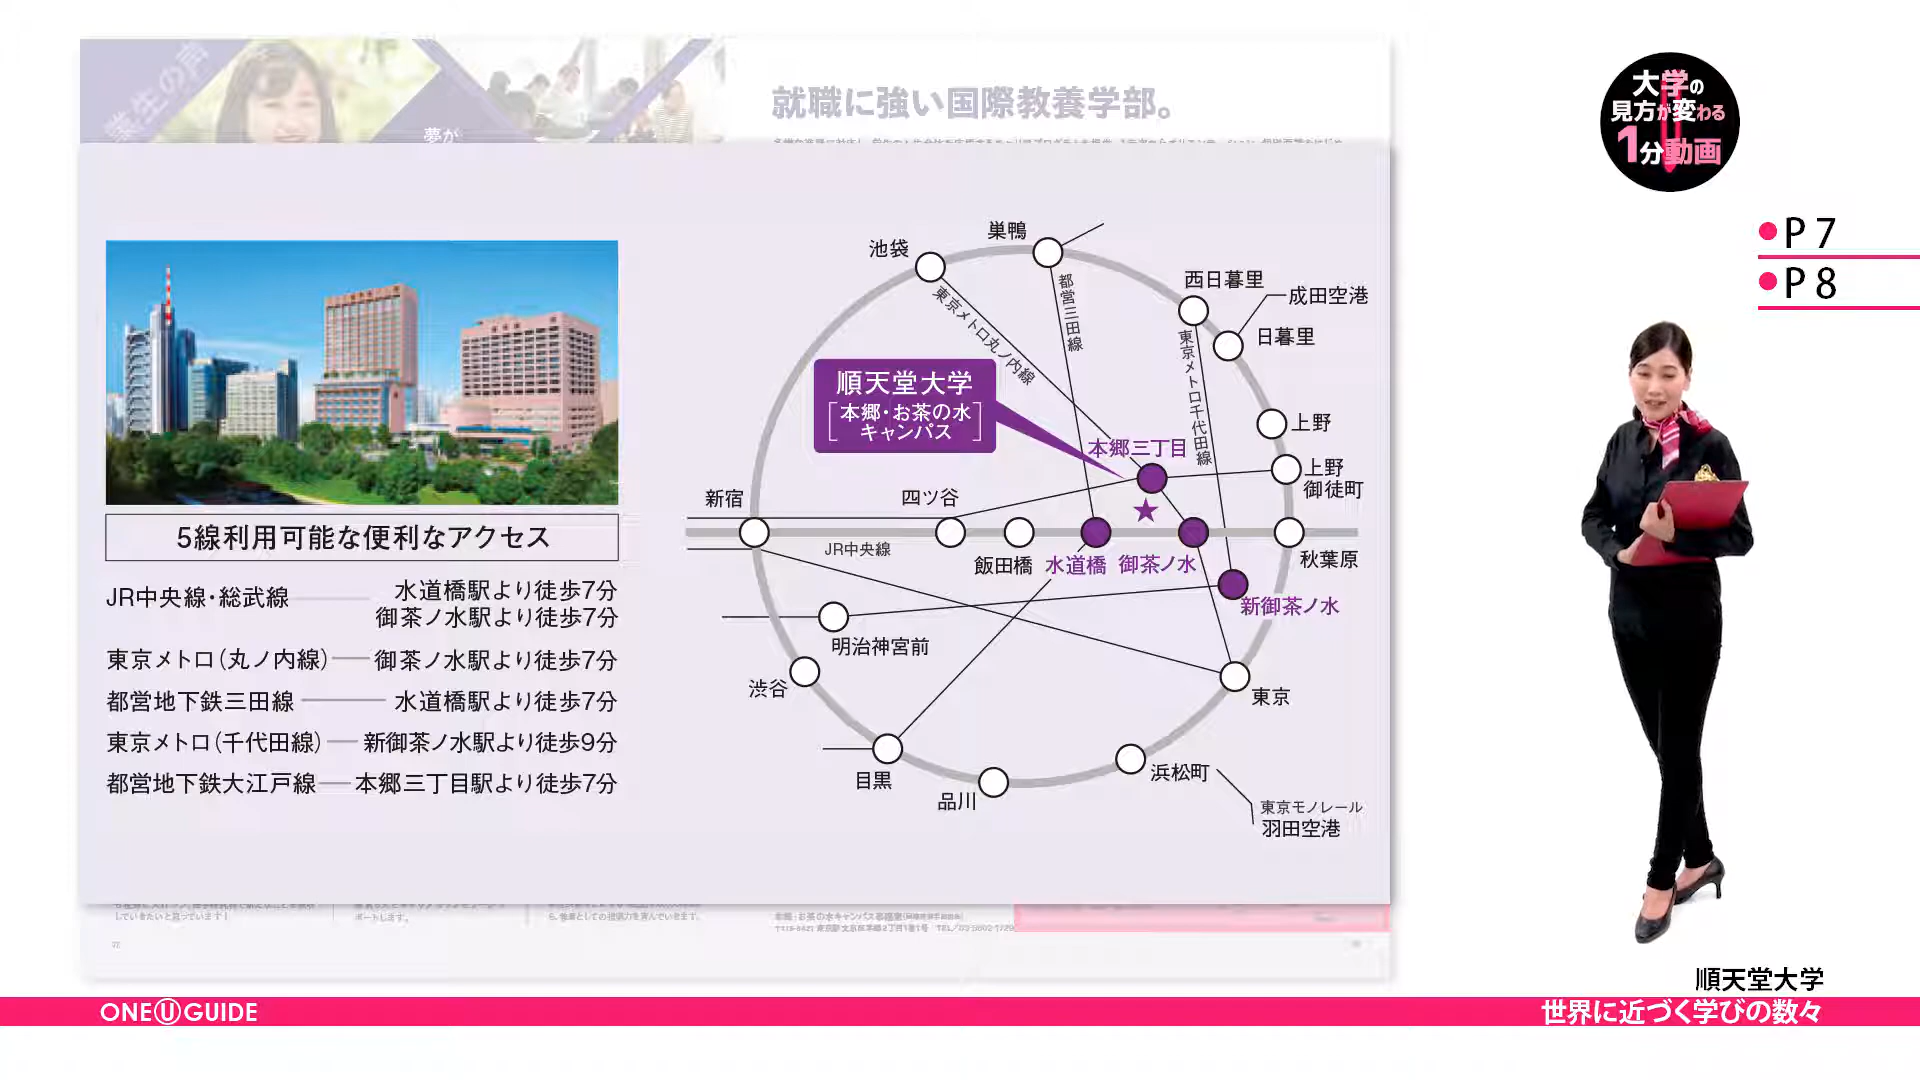 学生の声
夢が
就職に強い国際教養学部。
5線利用可能な便利なアクセス
JR中央線・総武線
水道橋駅より徒歩7分
御茶ノ水駅より徒歩7分
東京メトロ(丸ノ内線)
御茶ノ水駅より徒歩7分
都営地下鉄三田線
水道橋駅より徒歩7分
東京メトロ(千代田線)
新御茶ノ水駅より徒歩9分
都営地下鉄大江戸線
本郷三丁目駅より徒歩7分
池袋
巣鴨
西日暮里
成田空港
日暮里
東京メトロ丸ノ内線
都営三田線
東京メトロ千代田線
順天堂大学
[本郷・お茶の水
キャンパス]
本郷三丁目
上野
上野
御徒町
新宿
四ツ谷
★
JR中央線
飯田橋
水道橋
御茶ノ水
秋葉原
新御茶ノ水
明治神宮前
渋谷
東京
目黒
品川
浜松町
東京モノレール
羽田空港
大学の
見方が変わる
1分動画
P7
P8
順天堂大学
ONE U GUIDE
世界に近づく学びの数々